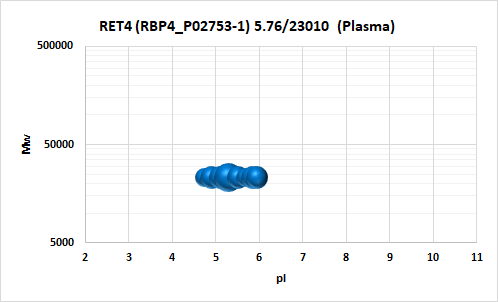 RET4 (RBP4_P02753-1) 5.76/23010 (Plasma)
500000
50000
5000
Mw
2 3 4 5 6 7 8 9 10 11
pI